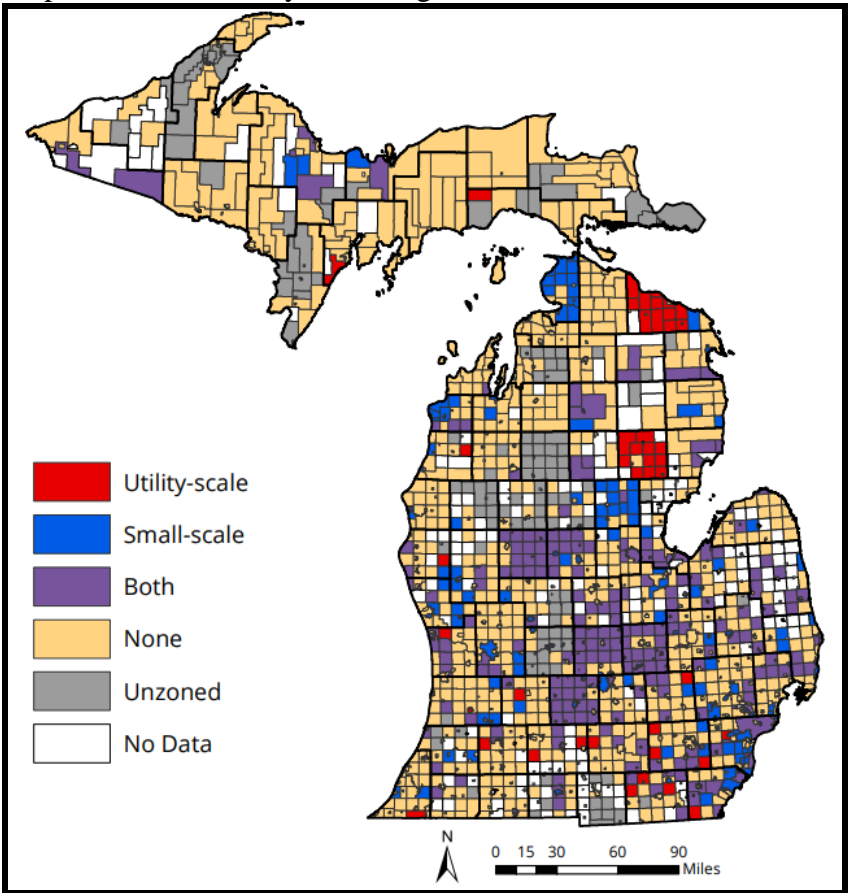 Utility-scale
Small-scale
Both
None
Unzoned
No Data
N
0 15 30 60 90
Miles